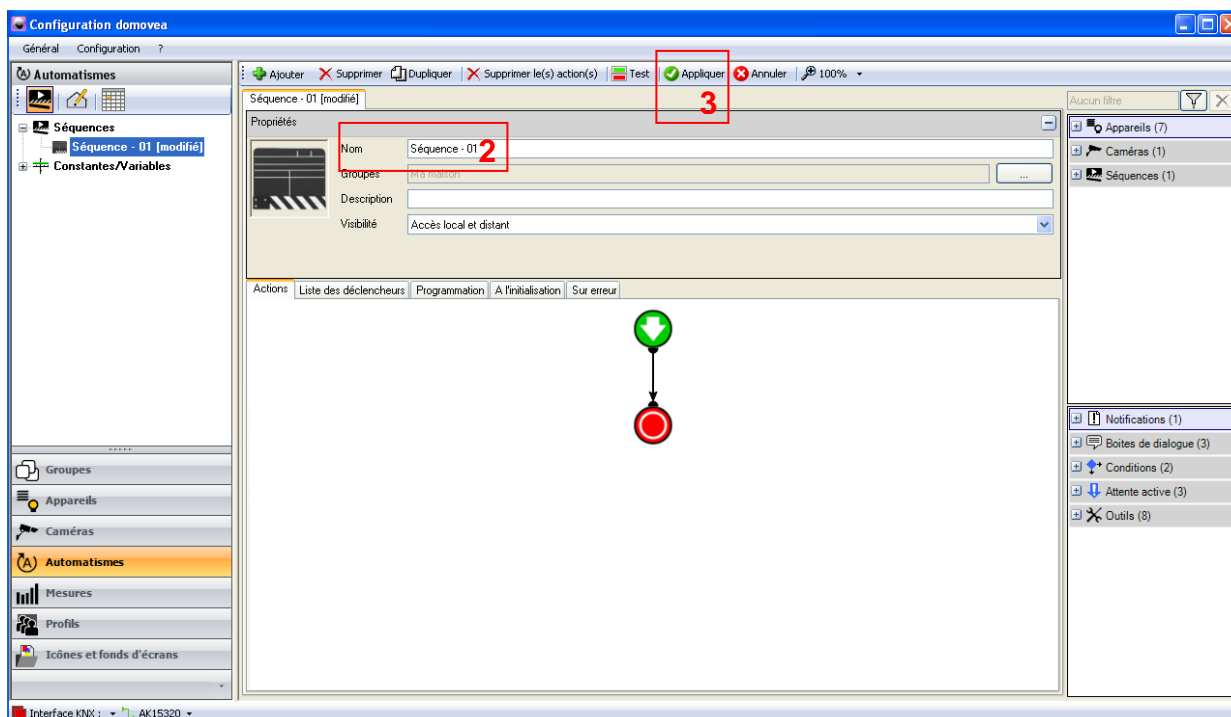 Configuration domovea
Général Configuration ?
Automatismes
Ajouter Supprimer Dupliquer Supprimer le(s) action(s) Test Appliquer Annuler 100%
3
Séquence - 01 [modifié]
Aucun filtre
Séquences
Séquence - 01 [modifié]
Constantes/Variables
Propriétés
Nom Séquence - 01
2
Groupes Ma maison ...
Description
Visibilité Accès local et distant
Actions Liste des déclencheurs Programmation A l'initialisation Sur erreur
Appareils (7)
Caméras (1)
Séquences (1)
Notifications (1)
Boites de dialogue (3)
Conditions (2)
Attente active (3)
Outils (8)
Groupes
Appareils
Caméras
Automatismes
Mesures
Profils
Icônes et fonds d'écrans
Interface KNX : AK15320